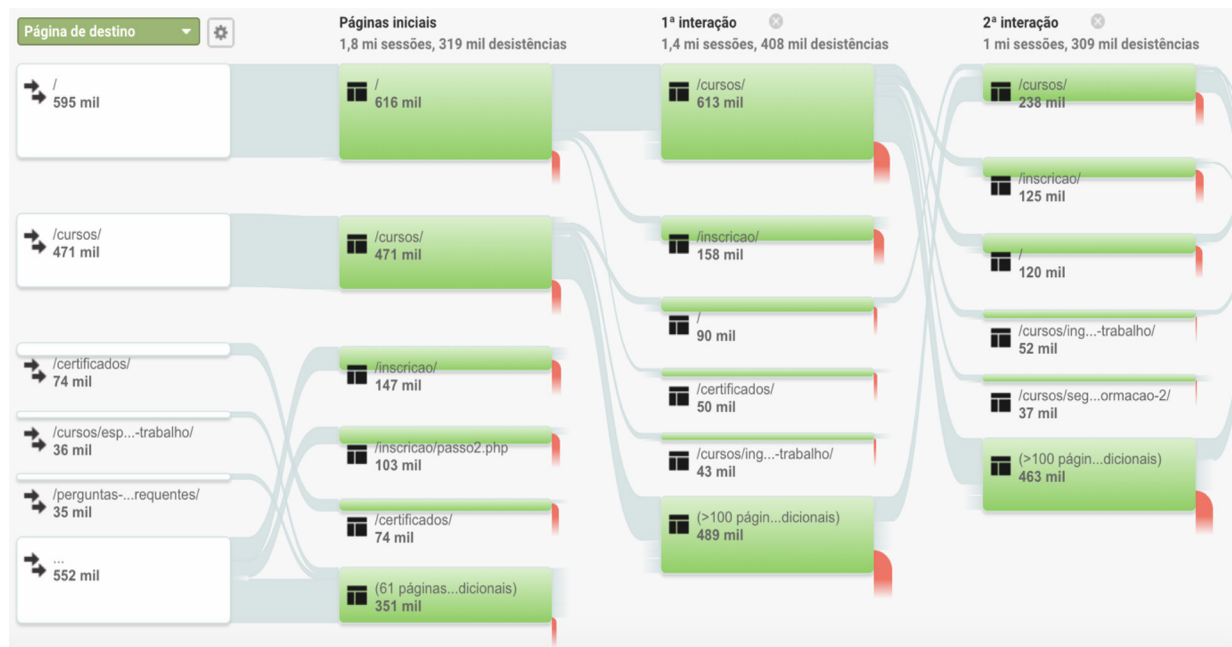 Página de destino
/
595 mil
/cursos/
471 mil
/certificados/
74 mil
/cursos/esp...-trabalho/
36 mil
/perguntas-...requentes/
35 mil
...
552 mil
Páginas iniciais
1,8 mi sessões, 319 mil desistências
/
616 mil
/cursos/
471 mil
/inscricao/
147 mil
/inscricao/passo2.php
103 mil
/certificados/
74 mil
(61 páginas...dicionais)
351 mil
1ª interação
1,4 mi sessões, 408 mil desistências
/cursos/
613 mil
/inscricao/
158 mil
/
90 mil
/certificados/
50 mil
/cursos/ing...-trabalho/
43 mil
(>100 págin...dicionais)
489 mil
2ª interação
1 mi sessões, 309 mil desistências
/cursos/
238 mil
/inscricao/
125 mil
/
120 mil
/cursos/ing...-trabalho/
52 mil
/cursos/seg...ormacao-2/
37 mil
(>100 págin...dicionais)
463 mil